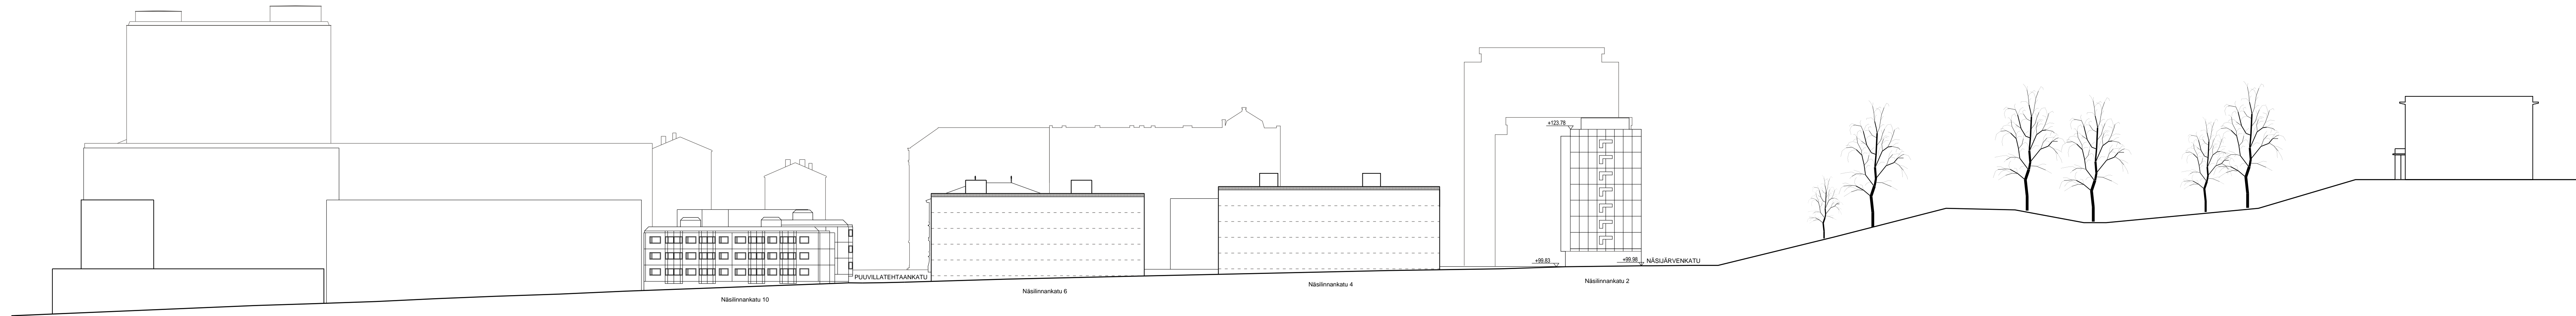 +123.78
PUUVILLATEHTAANKATU
+99.83
+99.98
NÄSIJÄRVENKATU
Näsilinnankatu 10
Näsilinnankatu 6
Näsilinnankatu 4
Näsilinnankatu 2